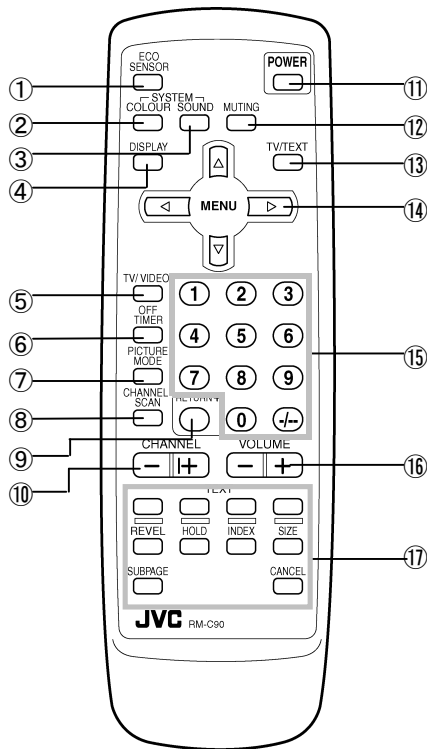 ECO
SENSOR
POWER
①
⑪
SYSTEM
② COLOUR SOUND MUTING
⑫
③
DISPLAY TV/TEXT
⑬
④
MENU
⑭
TV/VIDEO
⑤
1 2 3
OFF
TIMER
⑥
4 5 6
⑮
PICTURE
MODE
⑦
7 8 9
CHANNEL
SCAN
⑧
RETURN+
0 -/--
⑨
CHANNEL VOLUME
⑩
− + − +
⑯
TEXT
REVEL HOLD INDEX SIZE
⑰
SUBPAGE CANCEL
JVC RM-C90